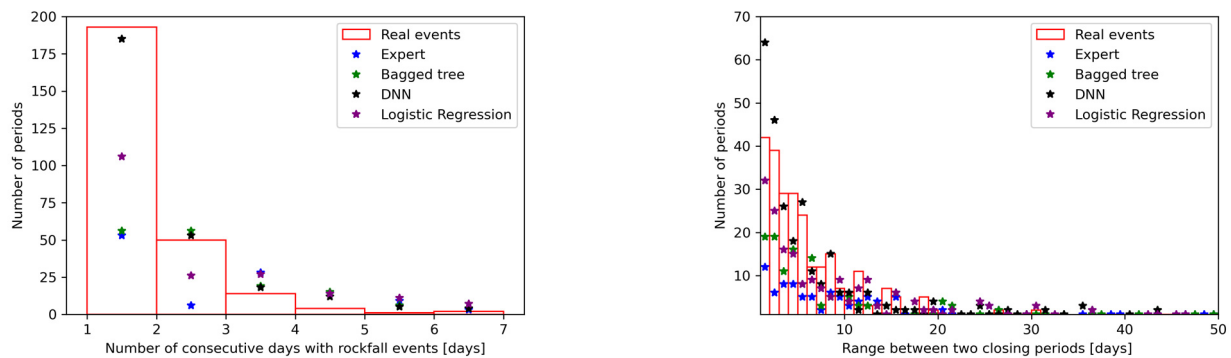 200
175
150
125
100
75
50
25
0
Number of periods
1 2 3 4 5 6 7
Number of consecutive days with rockfall events [days]
Real events
Expert
Bagged tree
DNN
Logistic Regression
70
60
50
40
30
20
10
Number of periods
10 20 30 40 50
Range between two closing periods [days]
Real events
Expert
Bagged tree
DNN
Logistic Regression